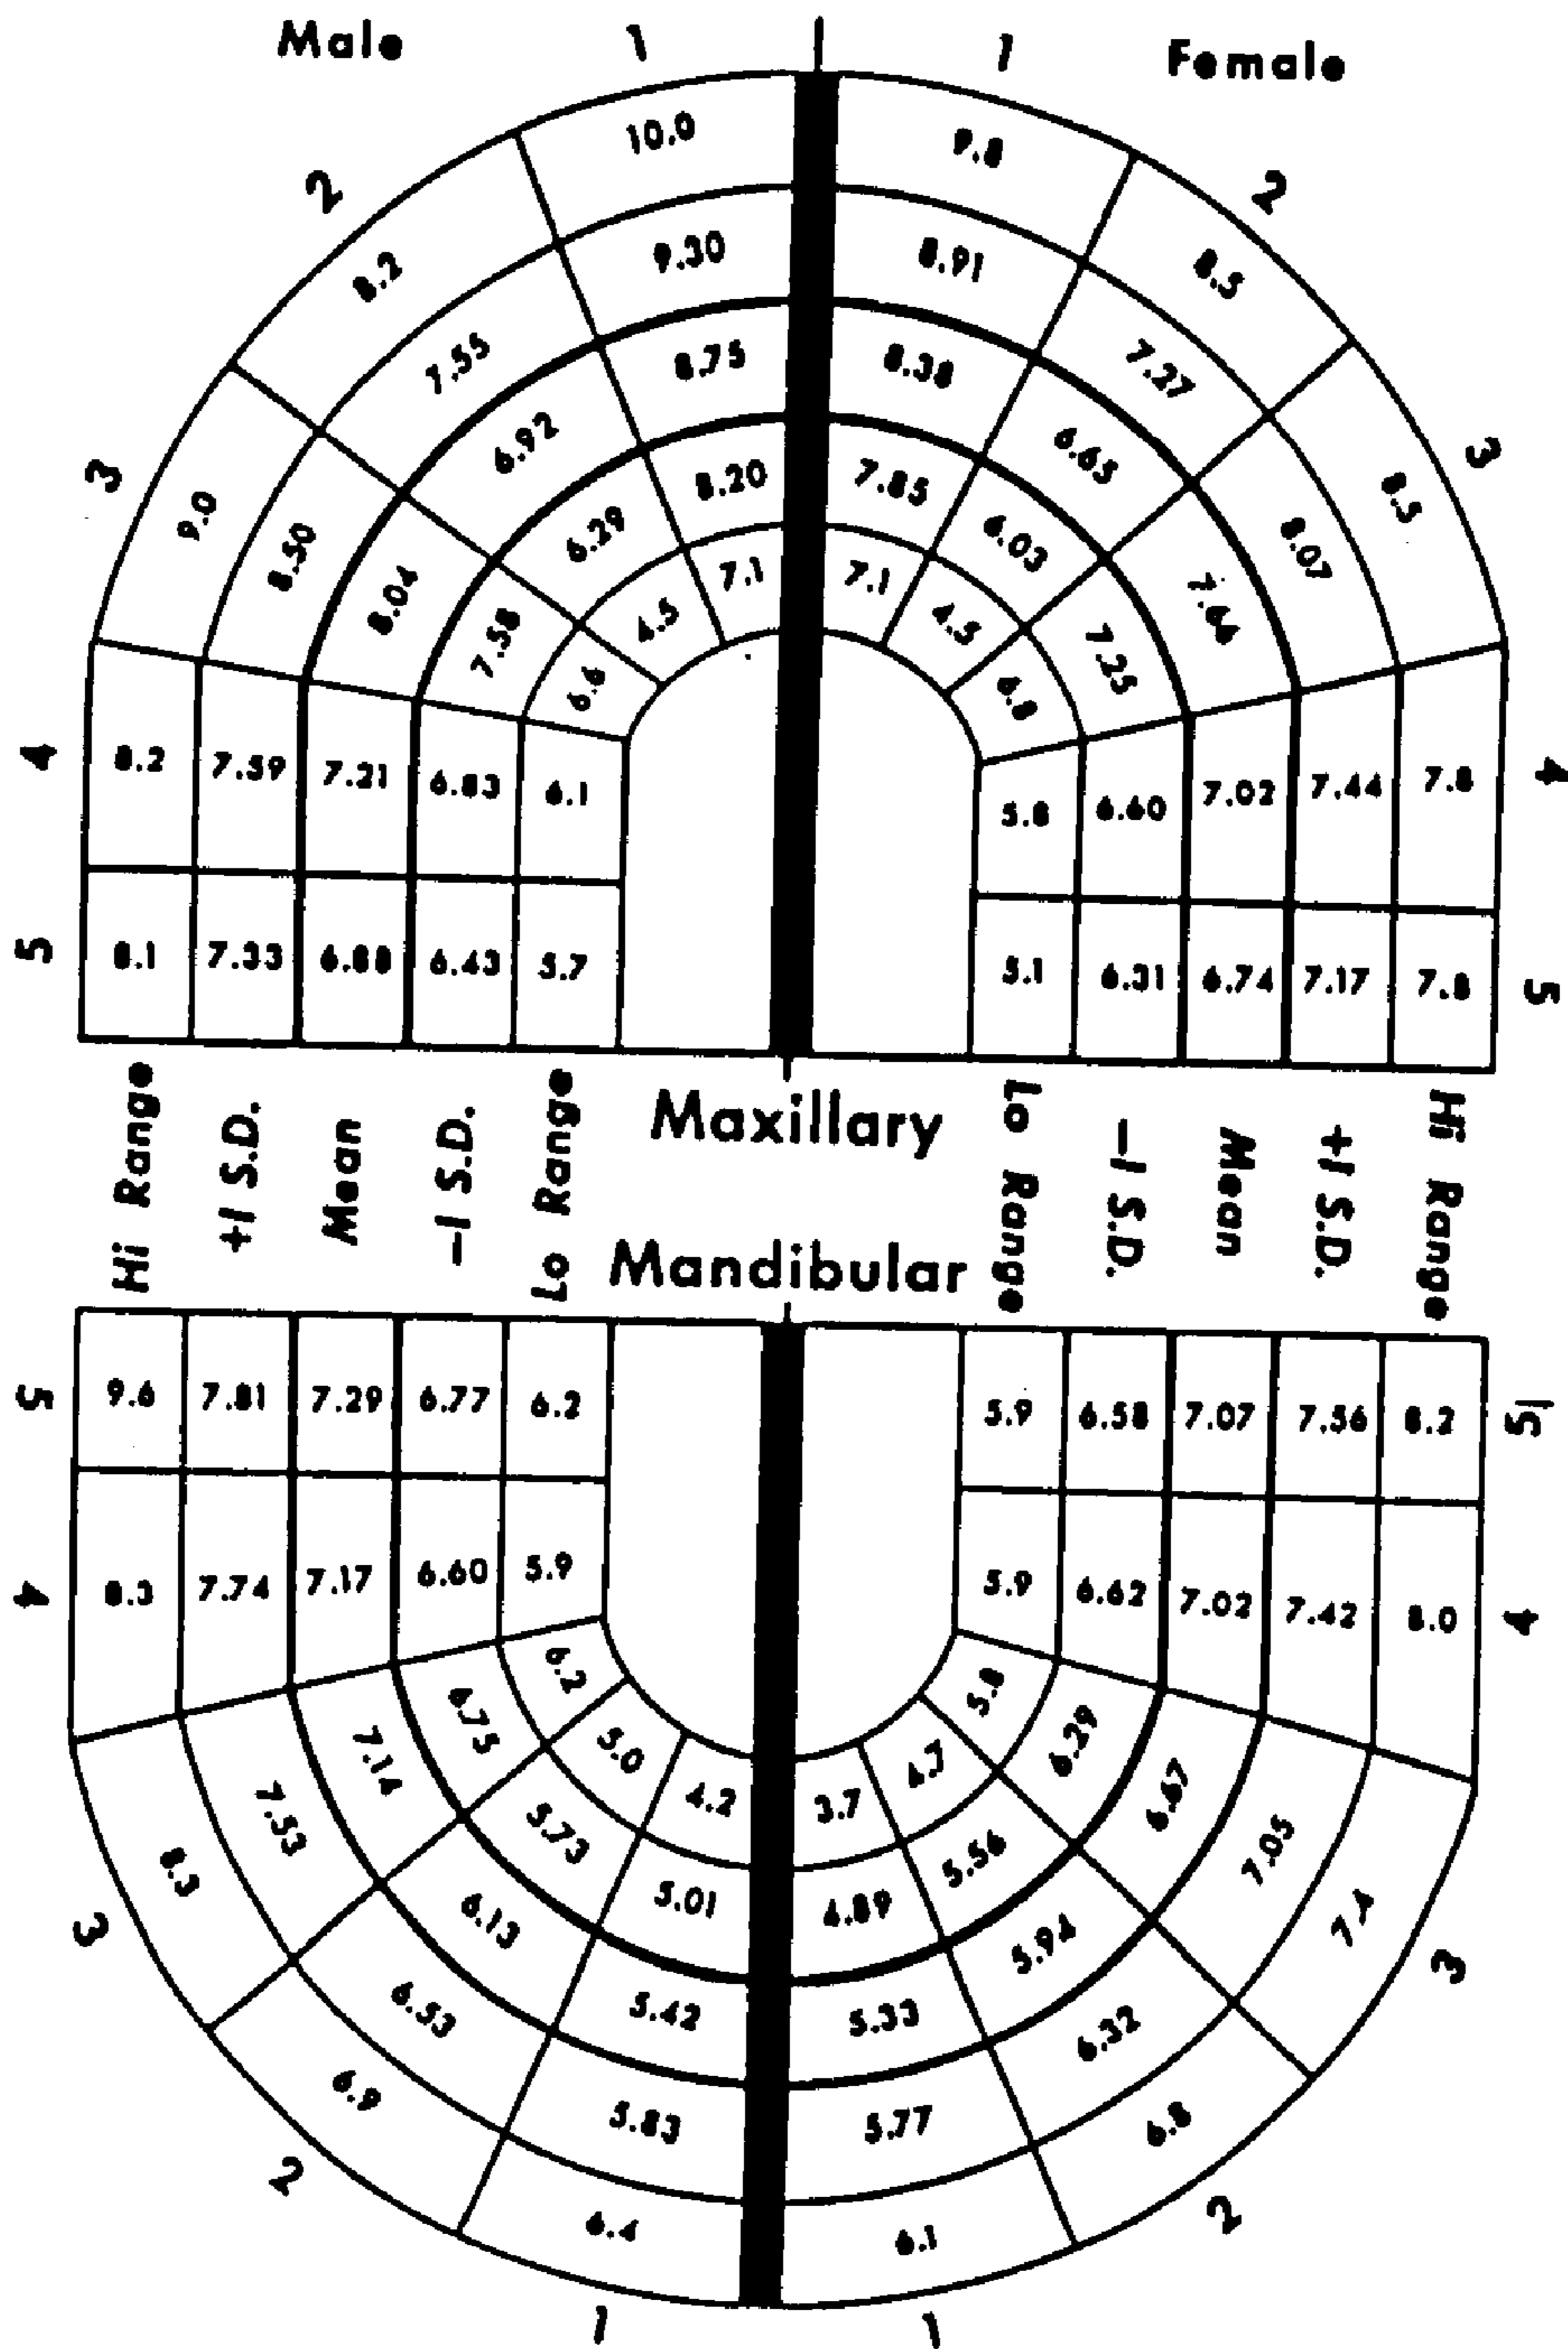 Male 1 1 Female
2 10.0 9.8 2
8.2 9.30 8.91 8.5
7.55 8.75 8.38 7.27
3 9.0 6.92 8.20 7.85 6.65 8.5 3
8.50 6.29 7.1 7.1 6.03 8.07
8.04 4.5 4.5 7.64
7.58 6.6 6.8 7.25
4 8.2 7.59 7.21 6.83 6.1 5.8 6.60 7.02 7.44 7.8 4
5 8.1 7.33 6.88 6.43 5.7 5.1 6.31 6.74 7.17 7.8 5
Hi Range +1 S.D. Mean -1 S.D. Lo Range
Maxillary
Lo Range -1 S.D. Mean +1 S.D. Hi Range
Mandibular
5 9.6 7.81 7.29 6.77 6.2 5.9 6.58 7.07 7.56 8.2 5
4 8.3 7.74 7.17 6.60 5.9 5.9 6.62 7.02 7.42 8.0 4
6.2 5.8
7.14 6.75 5.0 4.7 6.29
7.53 5.73 4.2 3.7 5.56 6.67
3 8.3 6.13 5.01 4.89 5.94 7.05 7.4 3
6.53 5.42 5.33 6.32
6.9 5.83 5.77 6.8
2 6.4 6.1 2
1 1